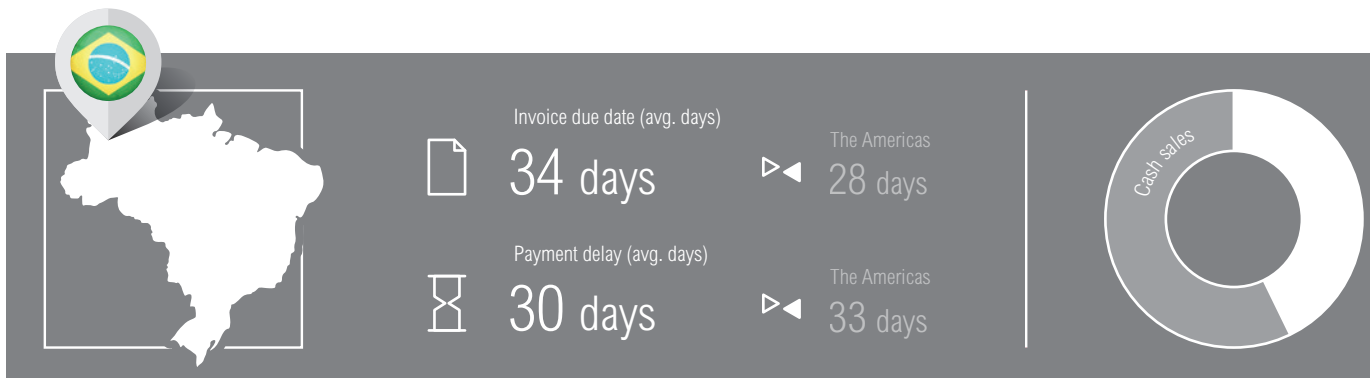 Invoice due date (avg. days)
34 days
The Americas
28 days
Payment delay (avg. days)
30 days
The Americas
33 days
Cash sales